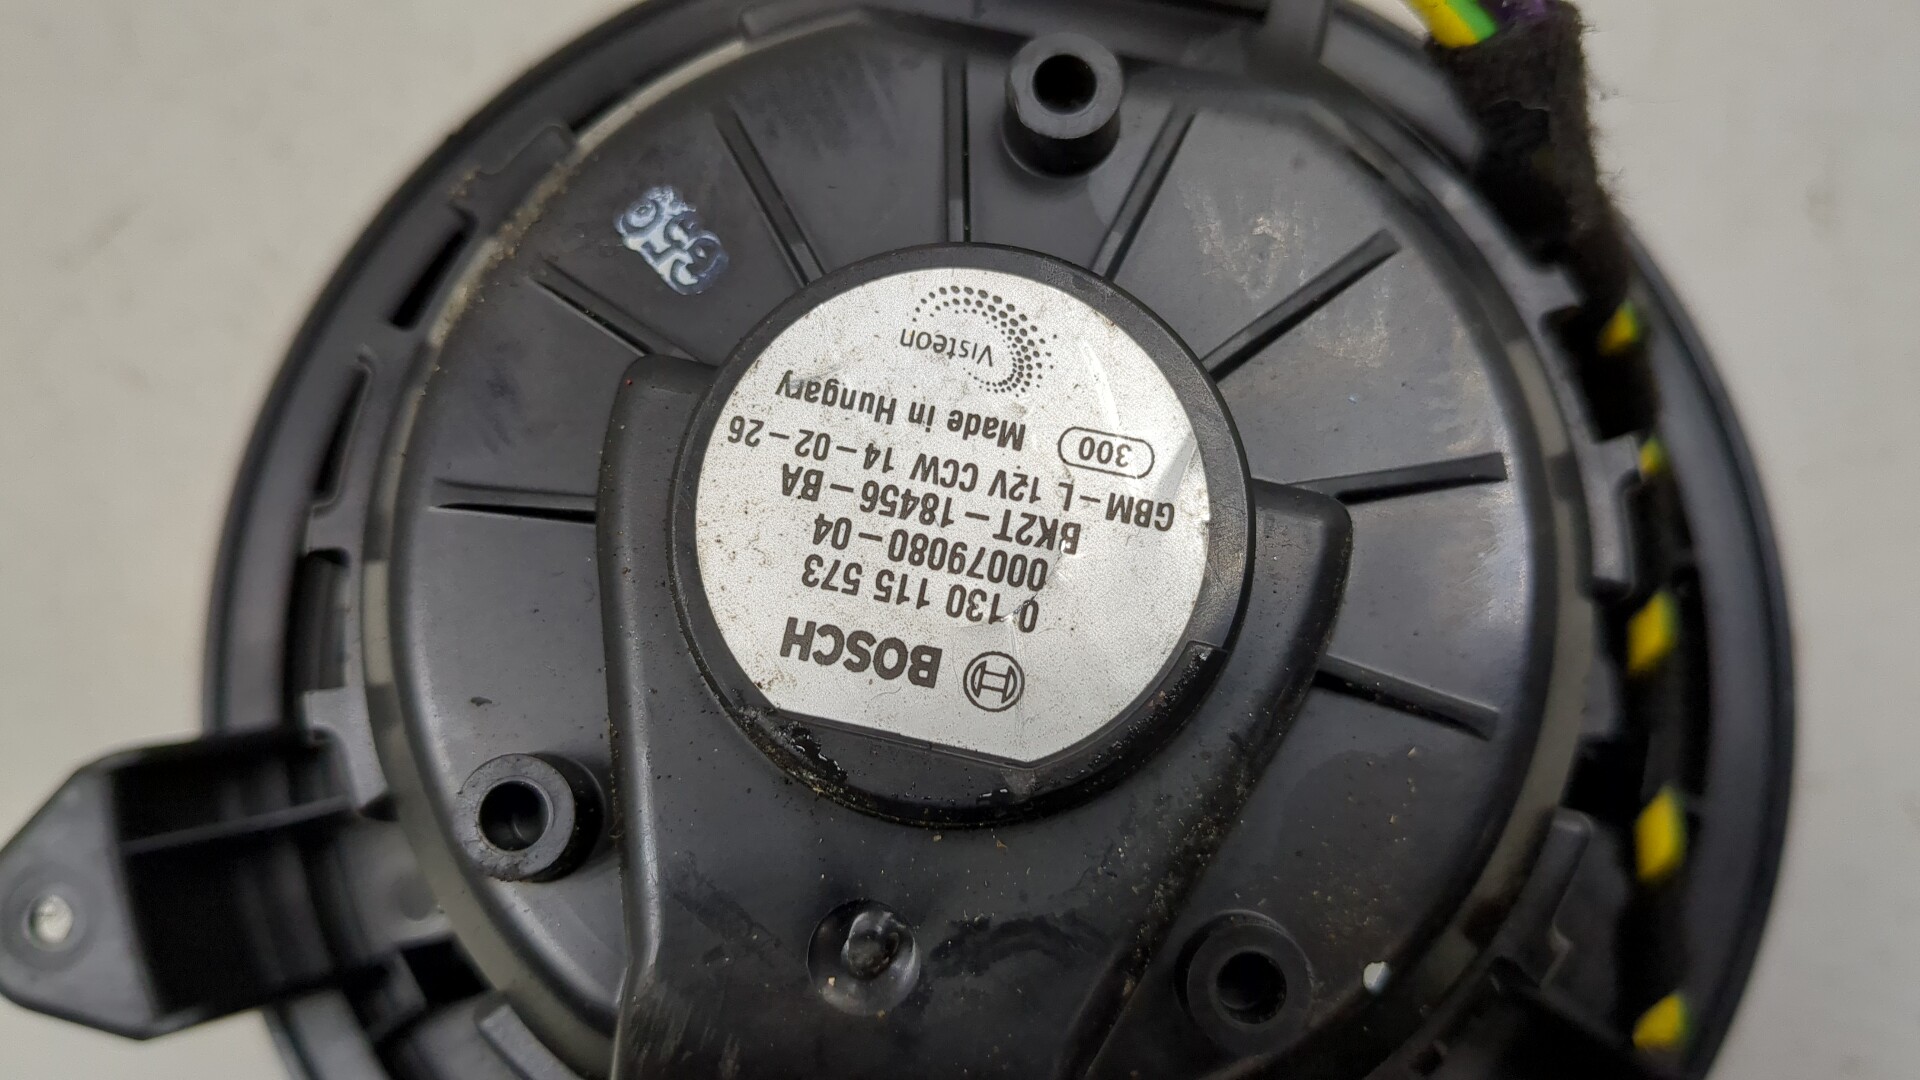 BOSCH
0 130 115 573
00079080-04
BK2T-18456-BA
GBM-L 12V CCW 14-02-26
300 Made in Hungary
Visteon